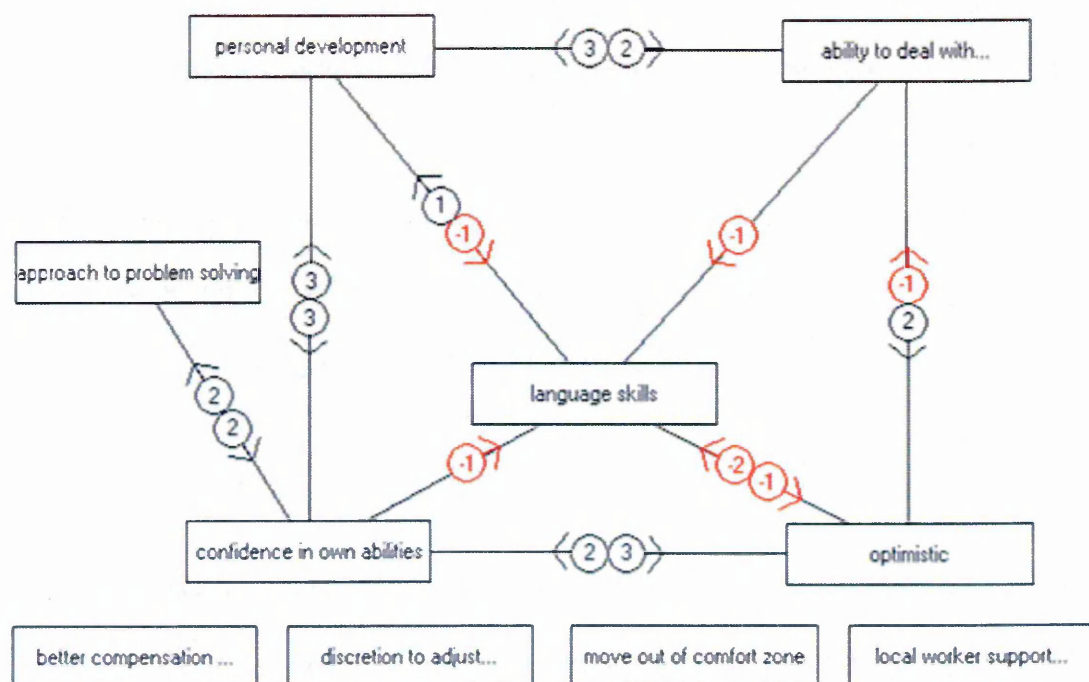 personal development
3 2
ability to deal with...
1
-1
-1
approach to problem solving
3
3
-1
2
2
2
language skills
-1
-2
-1
confidence in own abilities
2 3
optimistic
better compensation ...
discretion to adjust...
move out of comfort zone
local worker support...